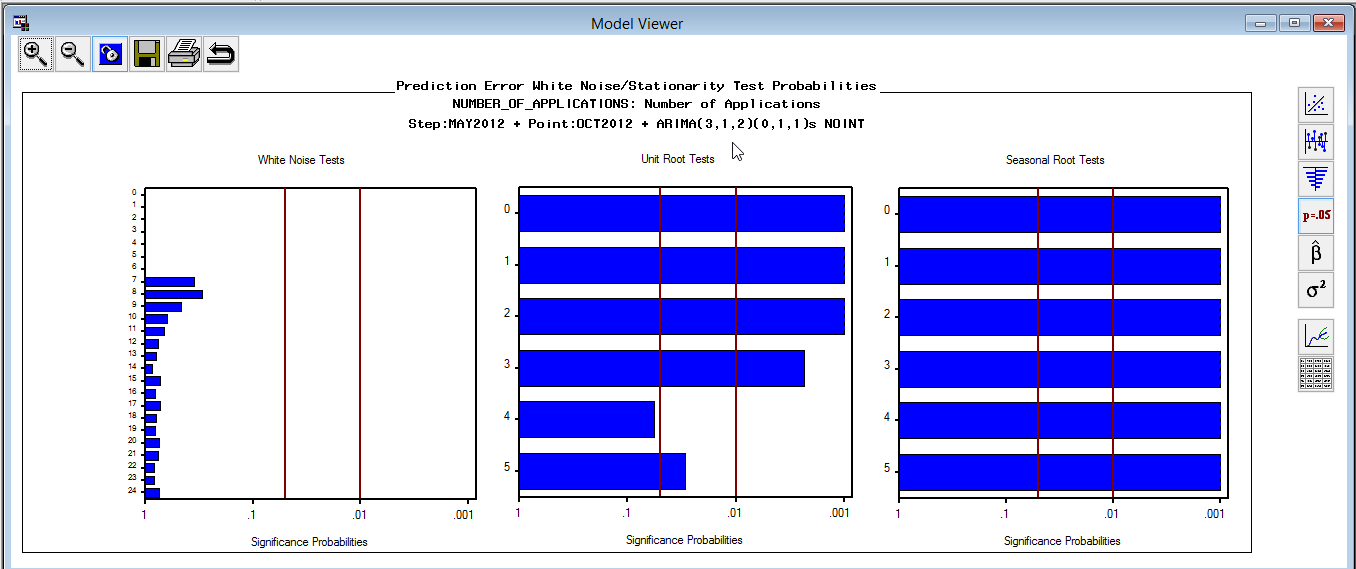 Model Viewer
Prediction Error White Noise/Stationarity Test Probabilities
NUMBER_OF_APPLICATIONS: Number of Applications
Step:MAY2012 + Point:OCT2012 + ARIMA(3,1,2)(0,1,1)s NOINT
White Noise Tests
0
1
2
3
4
5
6
7
8
9
10
11
12
13
14
15
16
17
18
19
20
21
22
23
24
1 .1 .01 .001
Significance Probabilities
Unit Root Tests
0
1
2
3
4
5
1 .1 .01 .001
Significance Probabilities
Seasonal Root Tests
0
1
2
3
4
5
1 .1 .01 .001
Significance Probabilities
p=.05
β̂
σ²